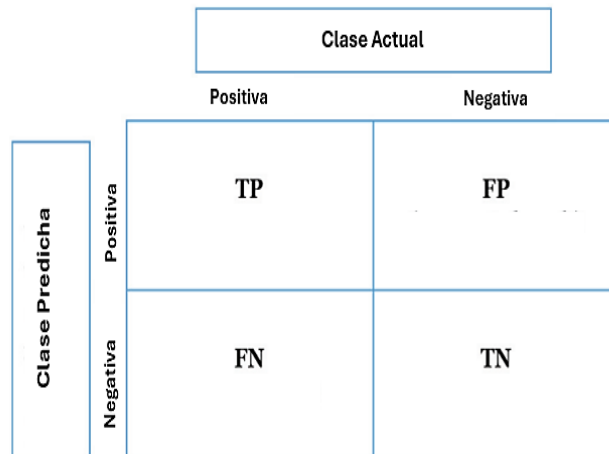 Clase Actual
Positiva
Negativa
Clase Predicha
Positiva
TP
FP
Negativa
FN
TN